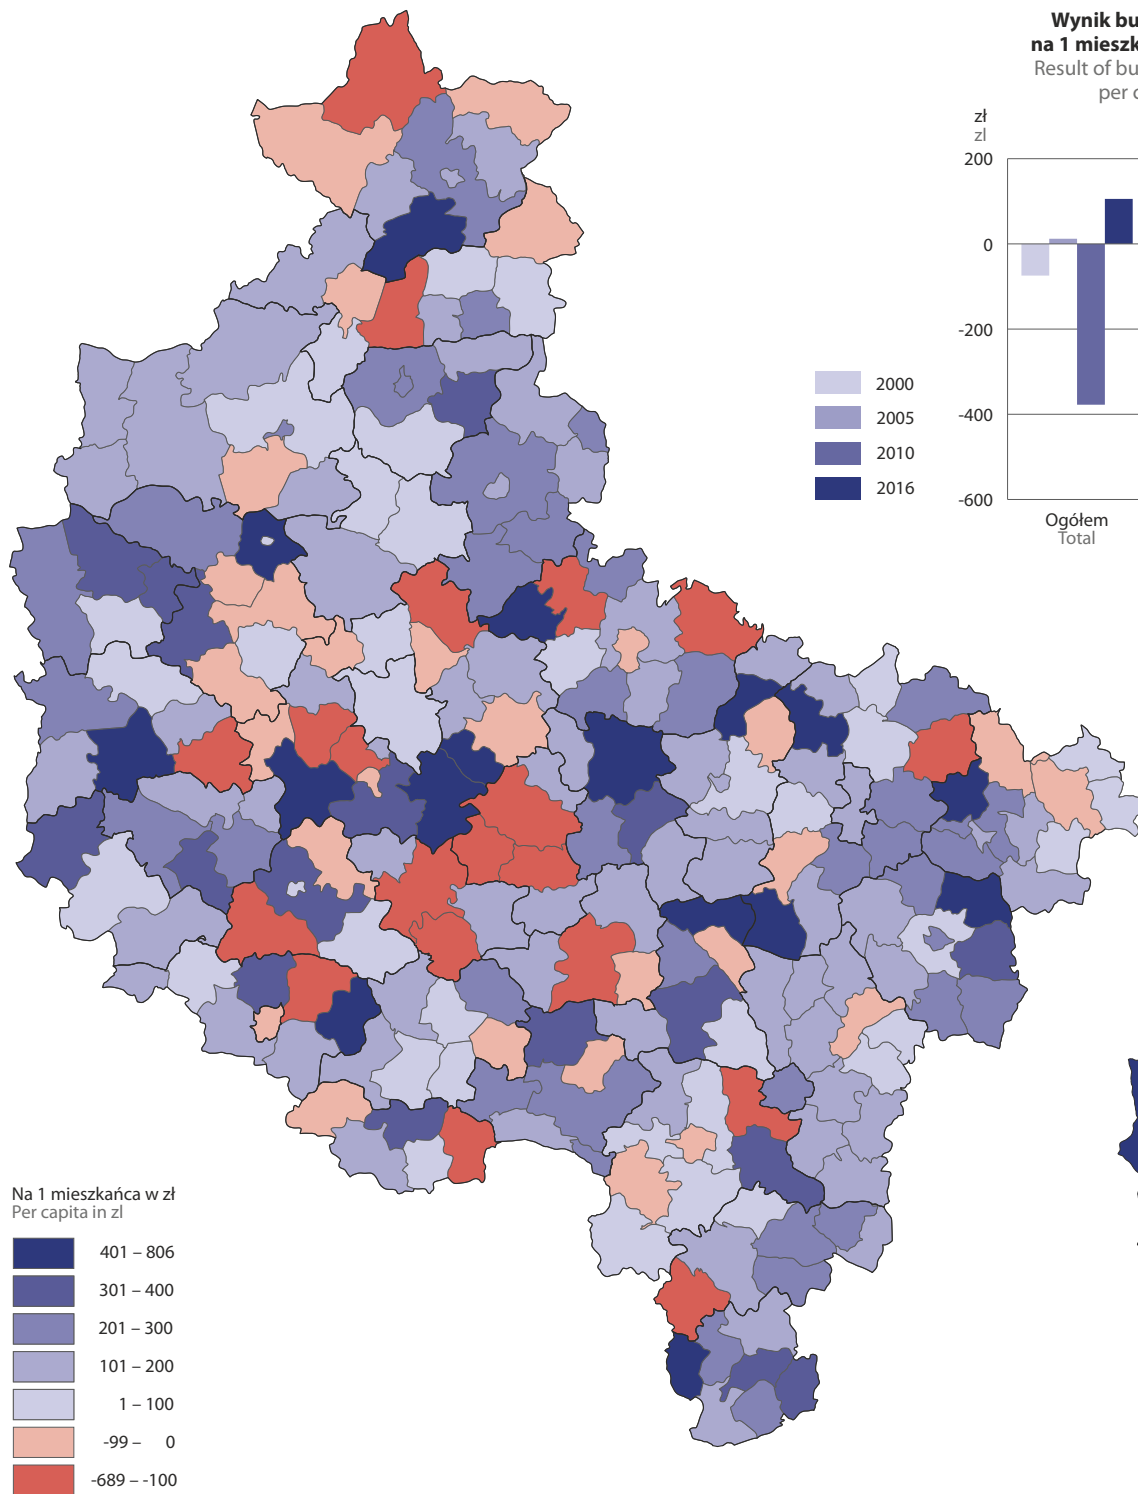 Wynik bu
na 1 mieszk
Result of bu
per c
zł
zl
200
0
-200
-400
-600
Ogółem
Total
2000
2005
2010
2016
Na 1 mieszkańca w zł
Per capita in zl
401 – 806
301 – 400
201 – 300
101 – 200
1 – 100
-99 – 0
-689 – -100